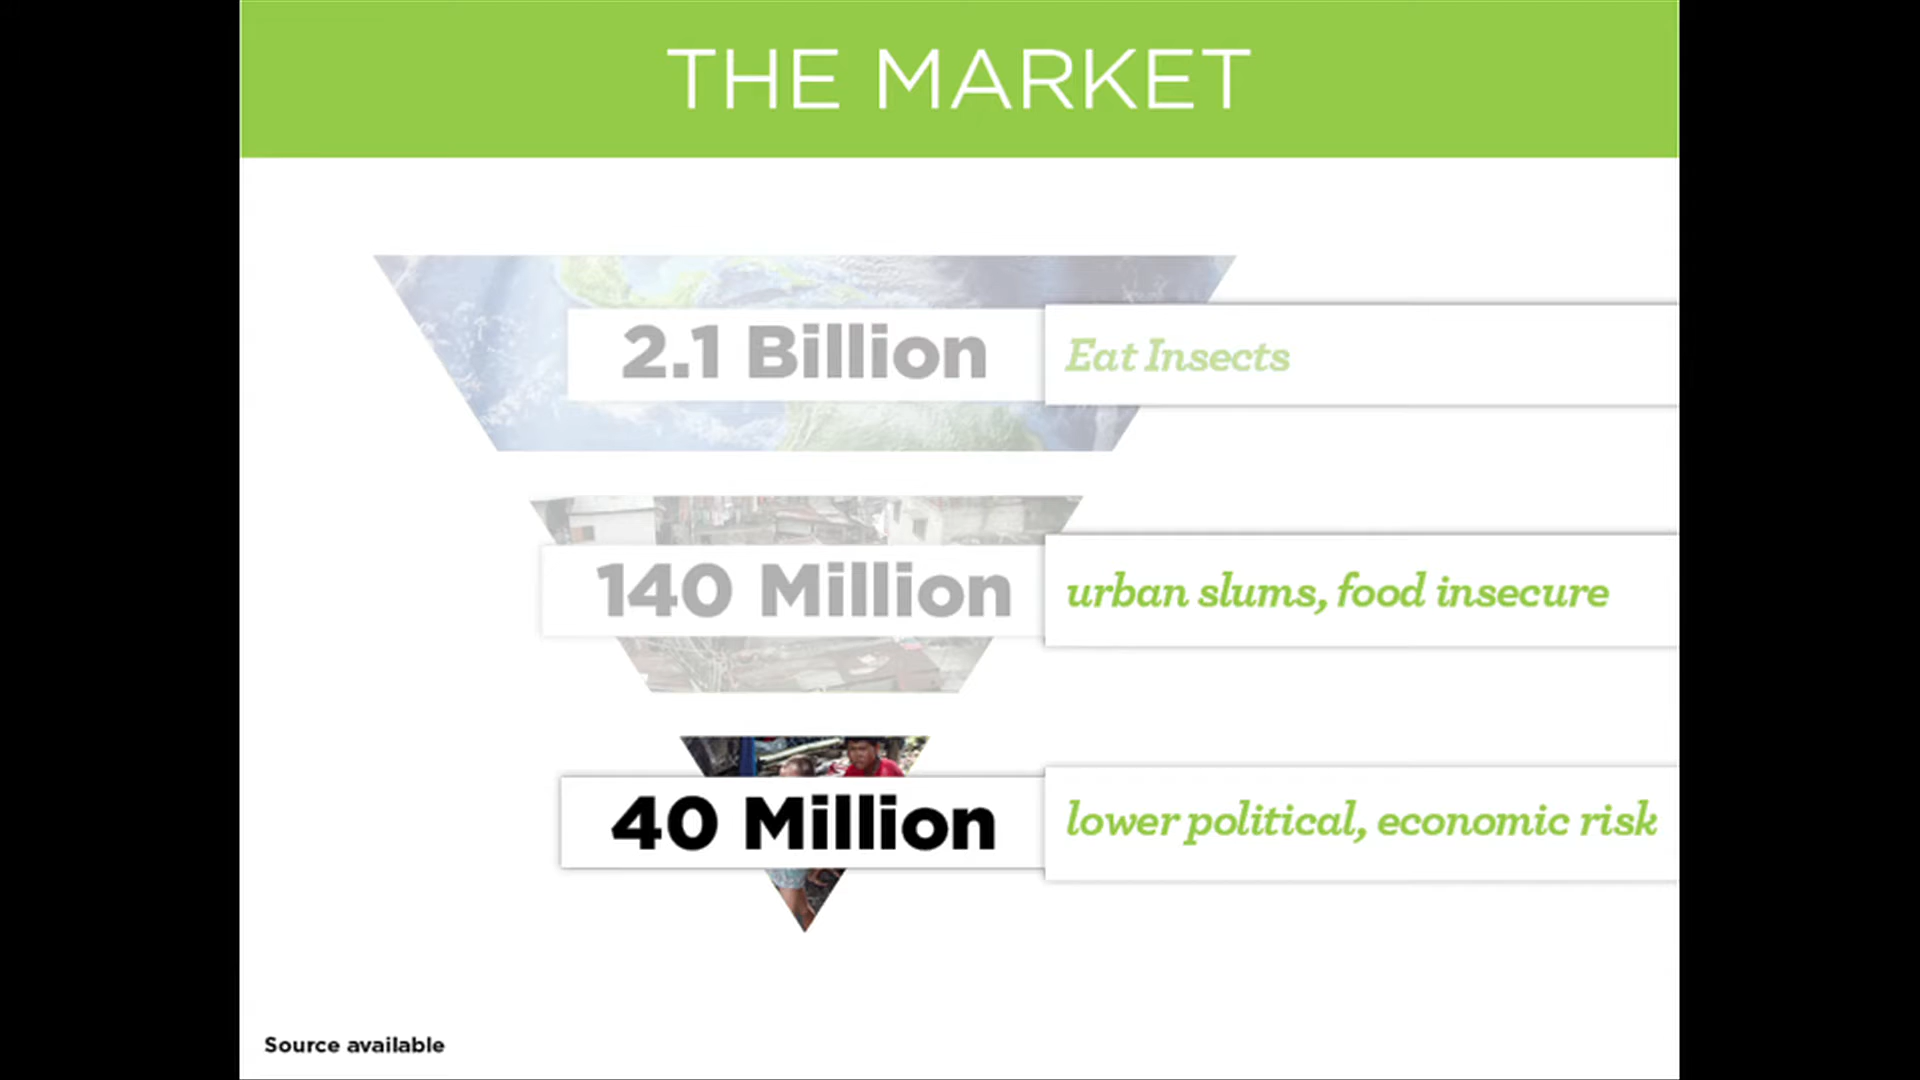 THE MARKET
2.1 Billion
Eat Insects
140 Million
urban slums, food insecure
40 Million
lower political, economic risk
Source available